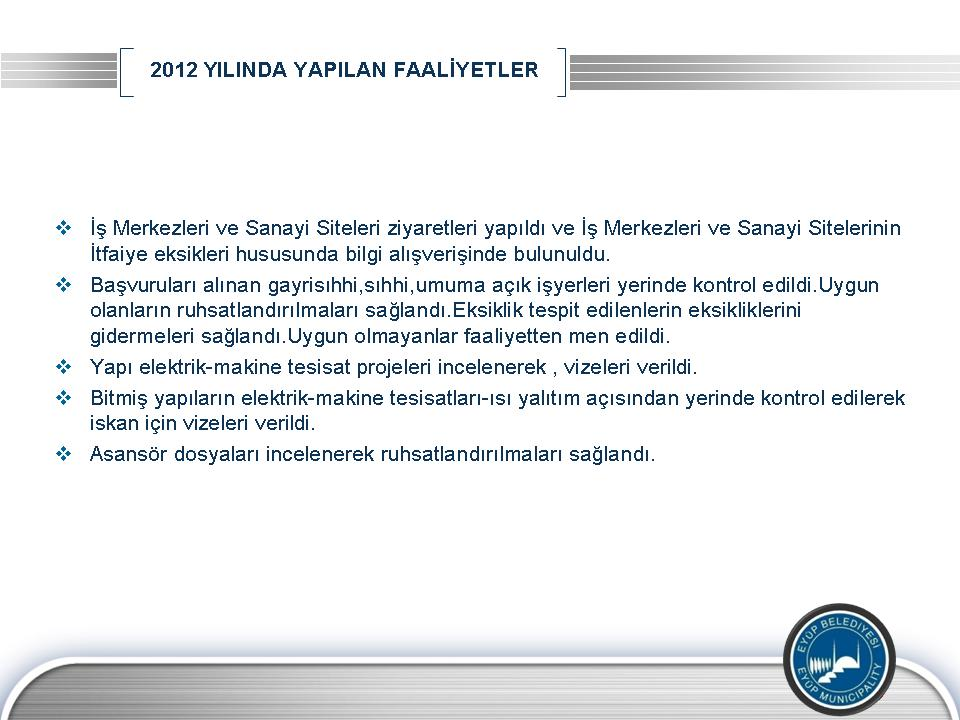 2012 YILINDA YAPILAN FAALİYETLER
İş Merkezleri ve Sanayi Siteleri ziyaretleri yapıldı ve İş Merkezleri ve Sanayi Sitelerinin
İtfaiye eksikleri hususunda bilgi alışverişinde bulunuldu.
Başvuruları alınan gayrisıhhi,sıhhi,umuma açık işyerleri yerinde kontrol edildi.Uygun
olanların ruhsatlandırılmaları sağlandı.Eksiklik tespit edilenlerin eksikliklerini
gidermeleri sağlandı.Uygun olmayanlar faaliyetten men edildi.
Yapı elektrik-makine tesisat projeleri incelenerek , vizeleri verildi.
Bitmiş yapıların elektrik-makine tesisatları-ısı yalıtım açısından yerinde kontrol edilerek
iskan için vizeleri verildi.
Asansör dosyaları incelenerek ruhsatlandırılmaları sağlandı.
EYÜP BELEDİYESİ
EYÜP MUNICIPALITY